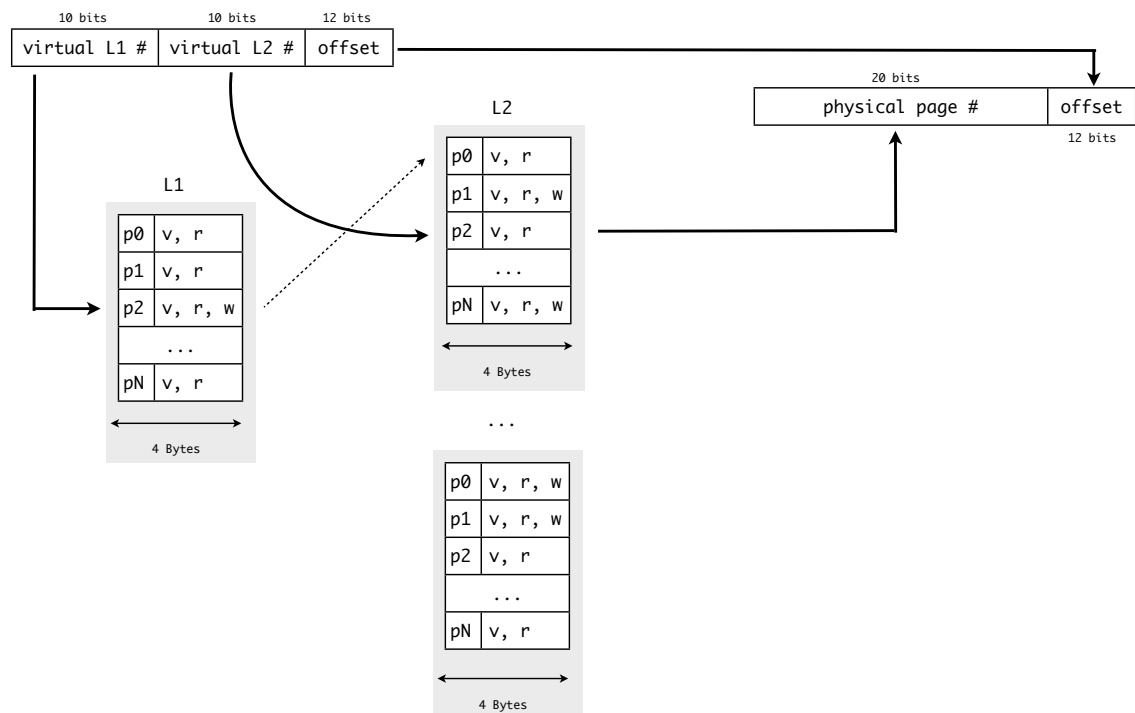 10 bits 10 bits 12 bits
virtual L1 # virtual L2 # offset
20 bits
physical page # offset
12 bits
L1
p0 v, r
p1 v, r
p2 v, r, w
...
pN v, r
4 Bytes
L2
p0 v, r
p1 v, r, w
p2 v, r
...
pN v, r, w
4 Bytes
...
p0 v, r, w
p1 v, r, w
p2 v, r
...
pN v, r
4 Bytes